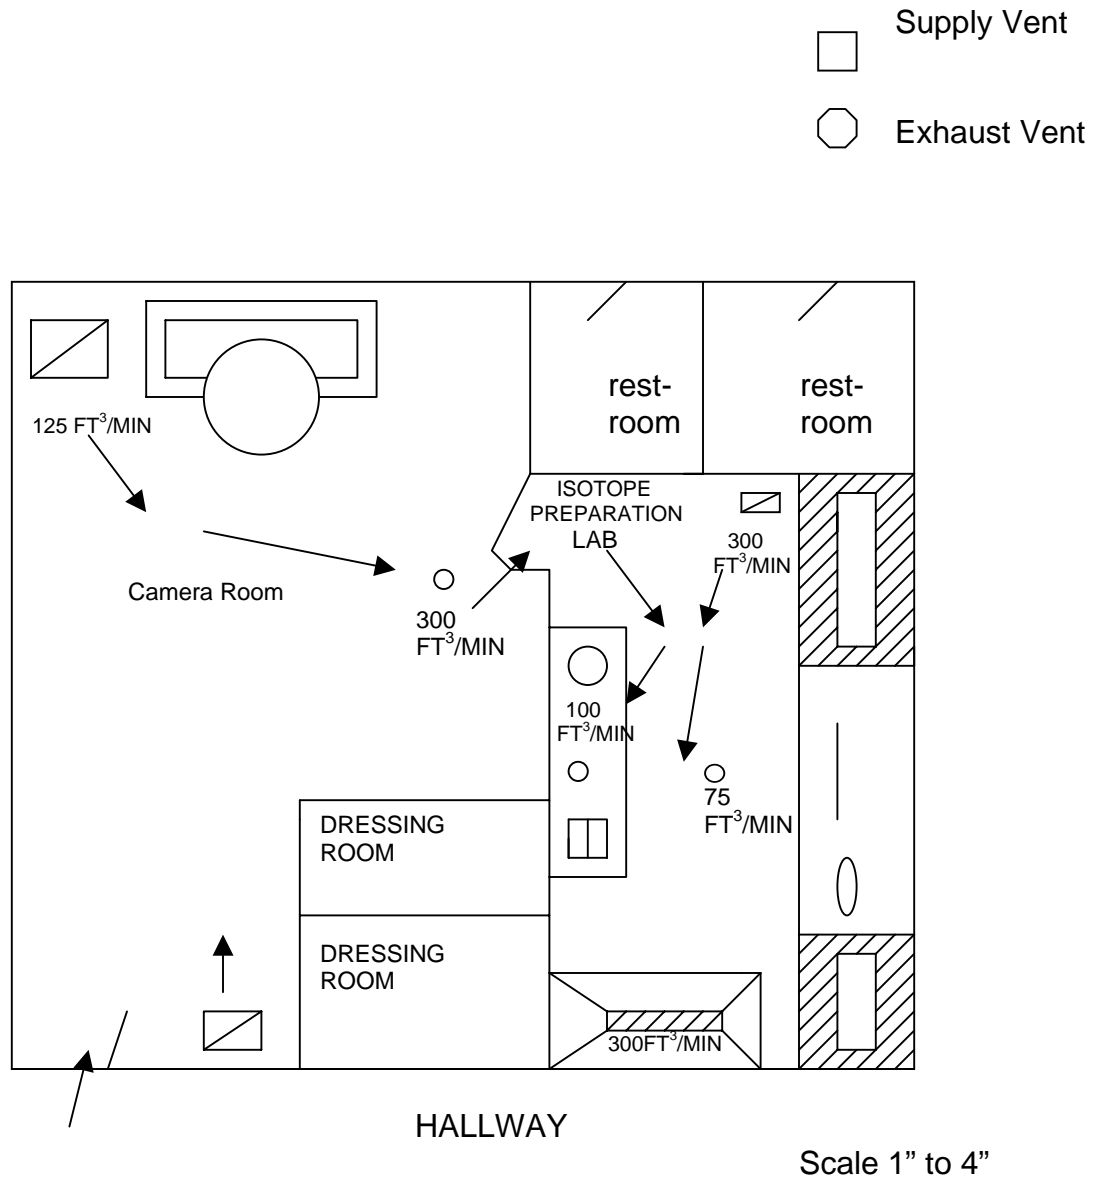 Supply Vent
Exhaust Vent
rest-
room
rest-
room
125 FT³/MIN
ISOTOPE
PREPARATION
LAB
300
FT³/MIN
Camera Room
300
FT³/MIN
100
FT³/MIN
75
FT³/MIN
DRESSING
ROOM
DRESSING
ROOM
300FT³/MIN
HALLWAY
Scale 1” to 4”